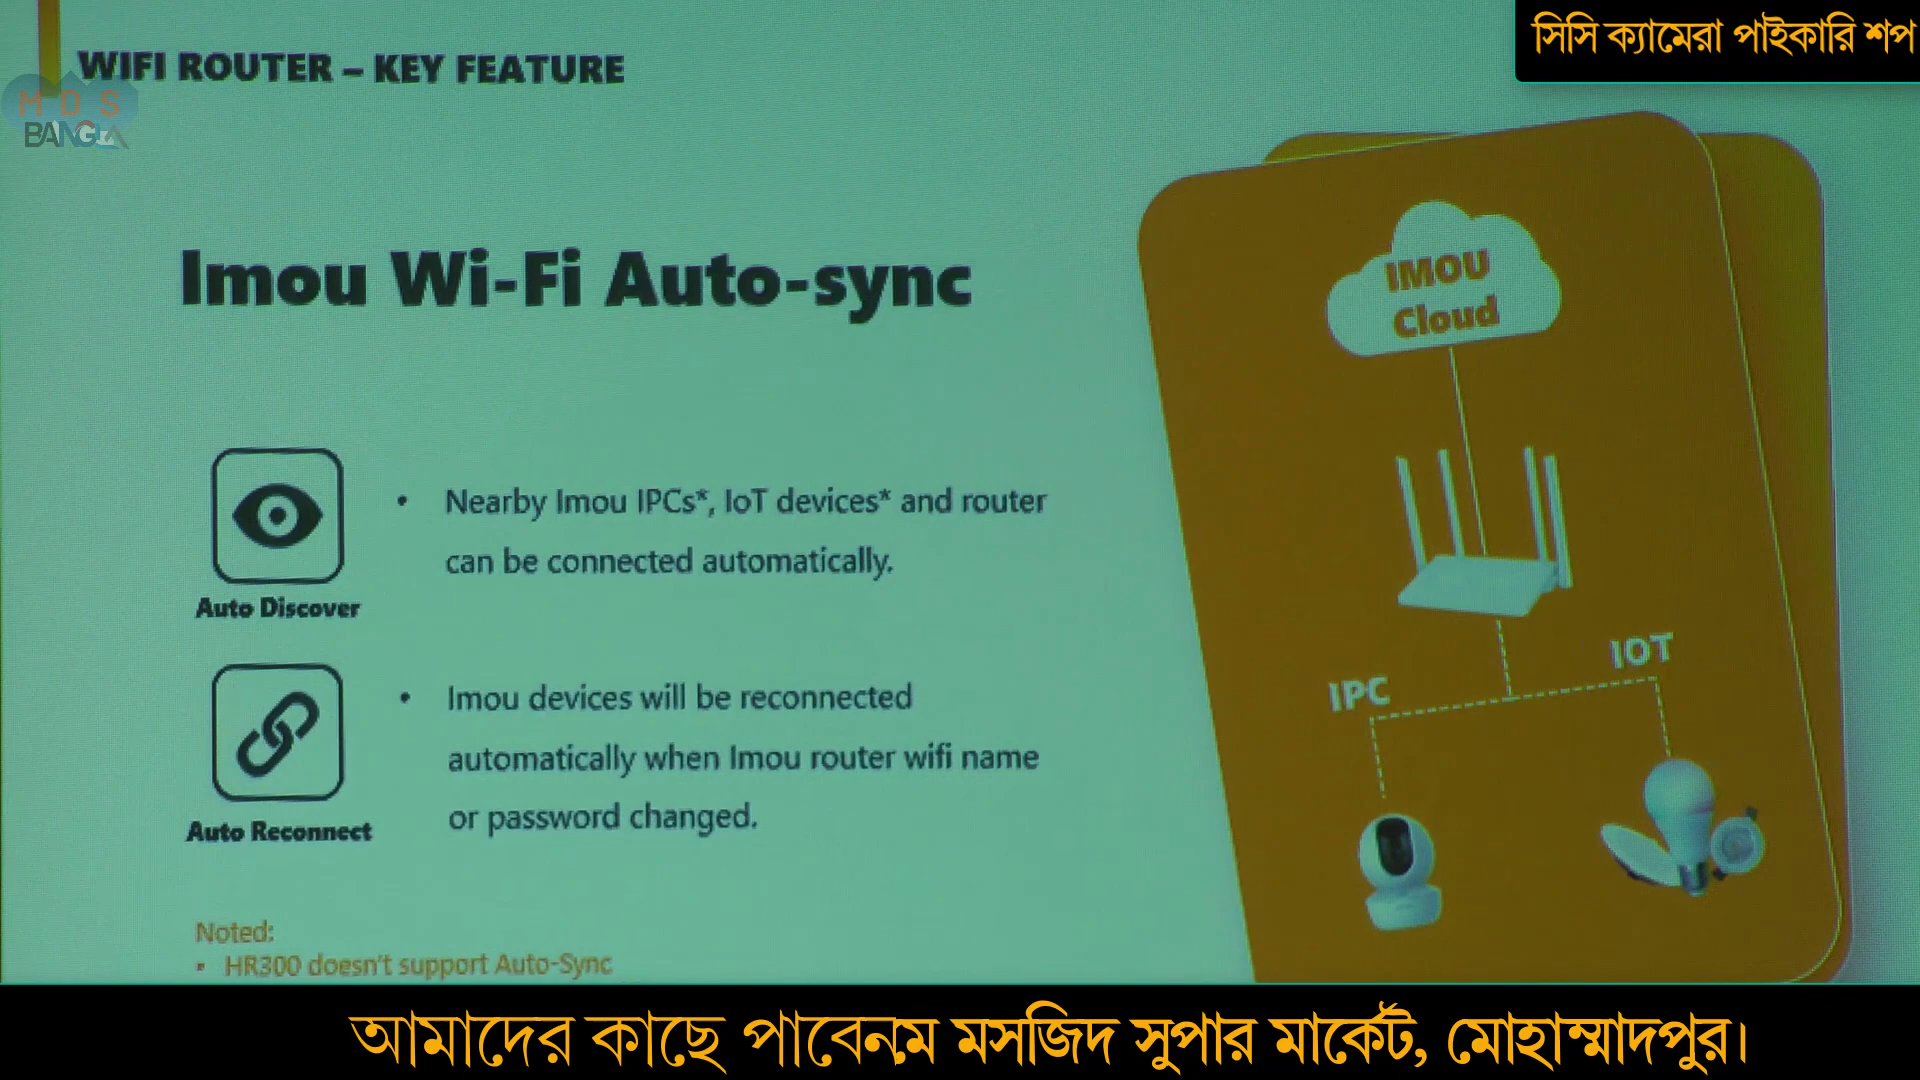 সিসি ক্যামেরা পাইকারি শপ
WIFI ROUTER – KEY FEATURE
MDS
BANGLA
Imou Wi-Fi Auto-sync
IMOU
Cloud
• Nearby Imou IPCs*, IoT devices* and router
can be connected automatically.
Auto Discover
IOT
IPC
• Imou devices will be reconnected
automatically when Imou router wifi name
or password changed.
Auto Reconnect
Noted:
• HR300 doesn't support Auto-Sync
আমাদের কাছে পাবেন মসজিদ সুপার মার্কেট, মোহাম্মাদপুর।